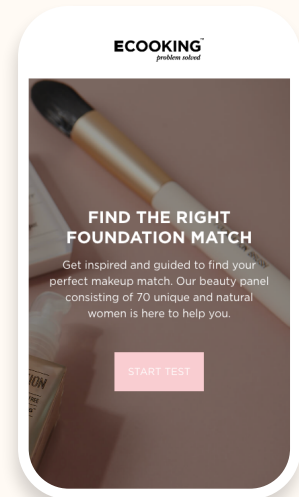 ECOOKING™
problem solved
FIND THE RIGHT
FOUNDATION MATCH
Get inspired and guided to find your
perfect makeup match. Our beauty panel
consisting of 70 unique and natural
women is here to help you.
START TEST